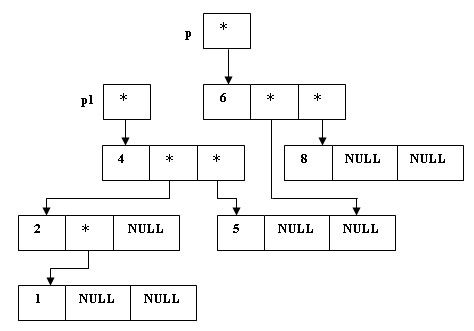 p *
p1 * 6 * *
4 * * 8 NULL NULL
2 * NULL 5 NULL NULL
1 NULL NULL